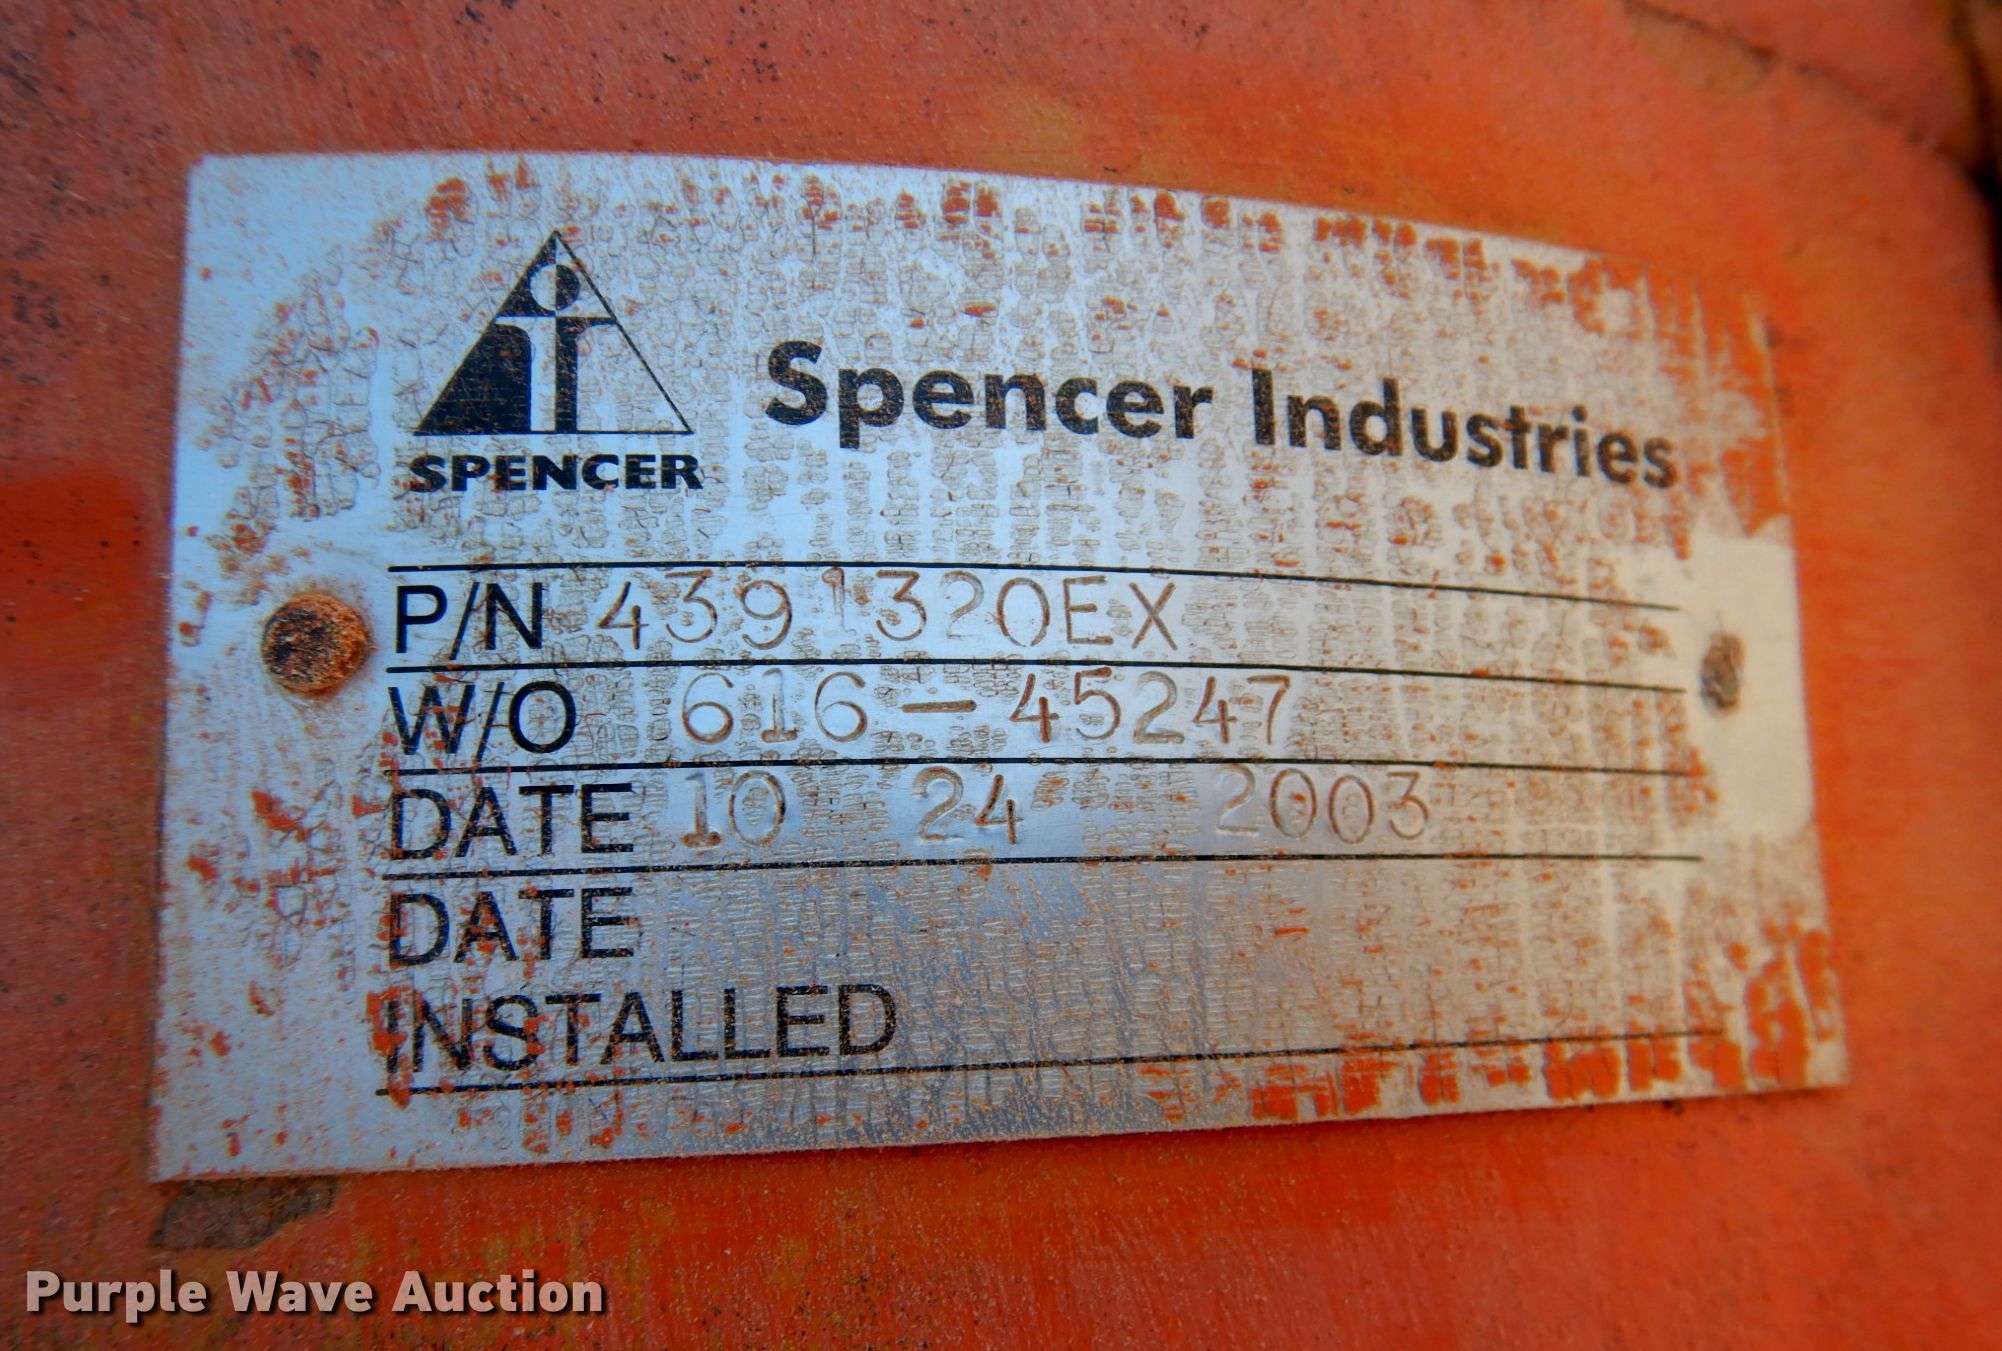 SPENCER
Spencer Industries
P/N 4391320EX
W/O 616-45247
DATE 10 24 2003
DATE
INSTALLED
Purple Wave Auction